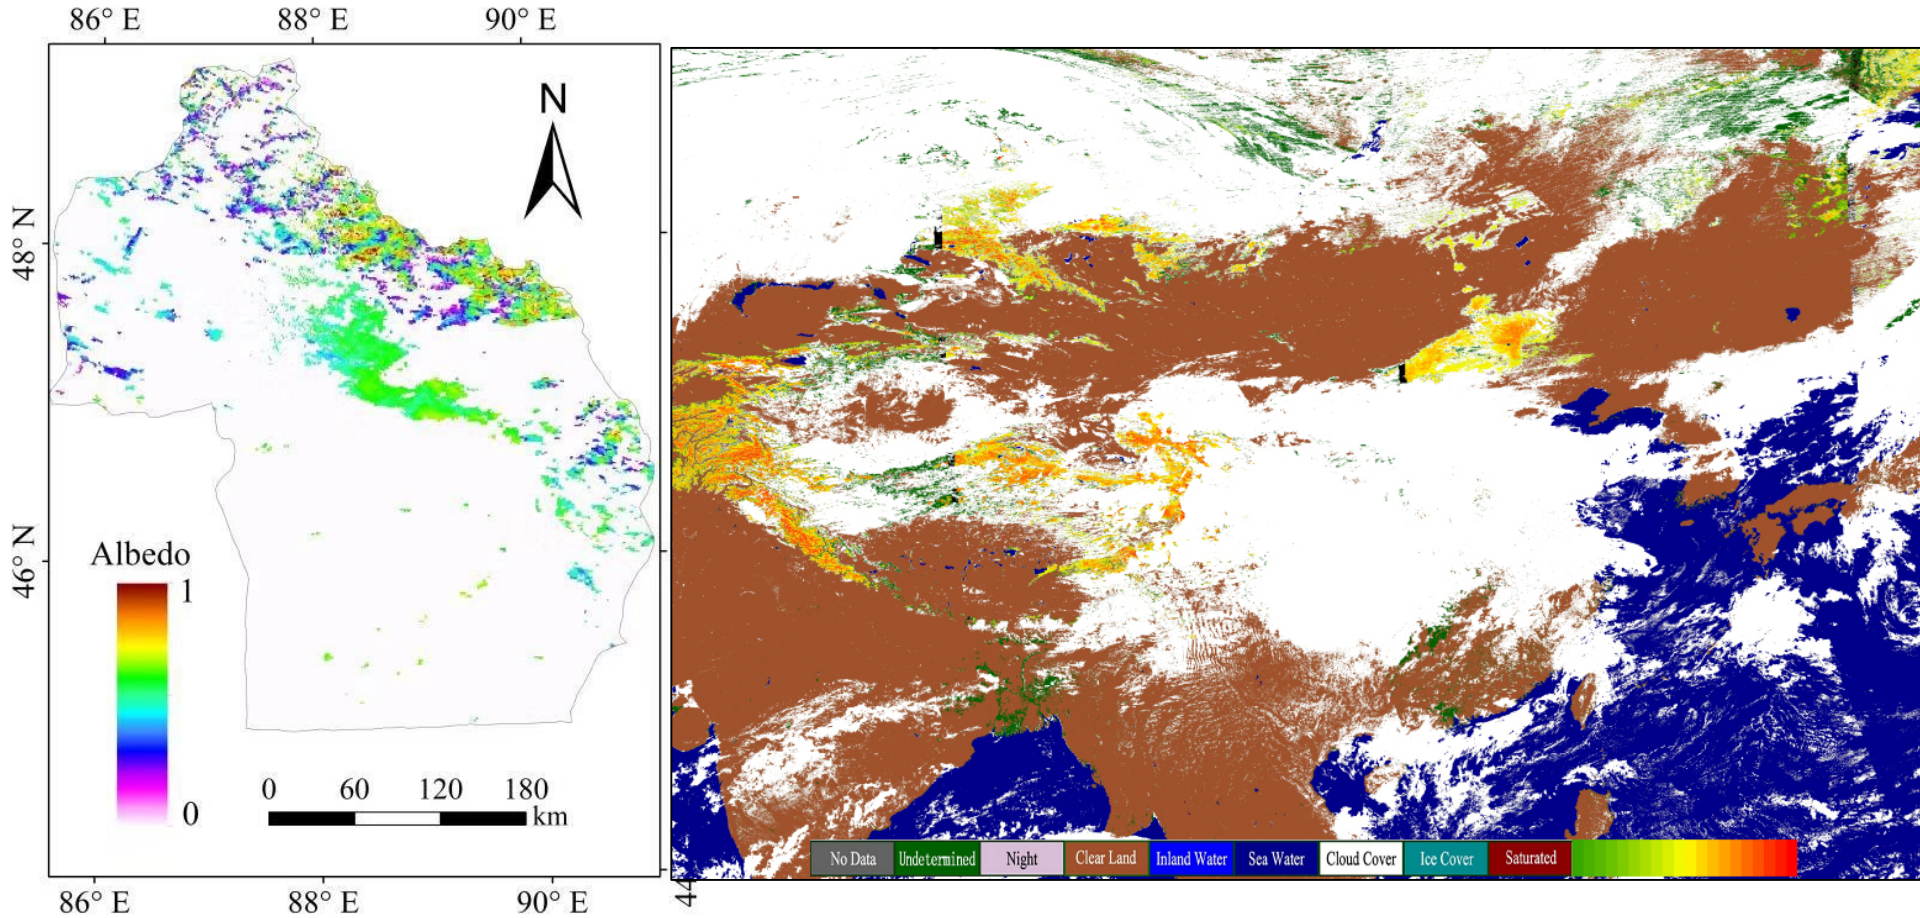 86° E 88° E 90° E
N
48° N
46° N
Albedo
1
0
0 60 120 180
km
44
86° E 88° E 90° E
No Data Undetermined Night Clear Land Inland Water Sea Water Cloud Cover Ice Cover Saturated